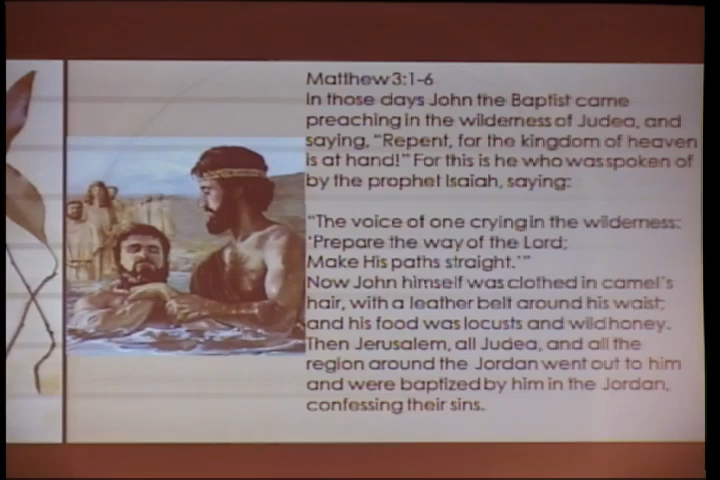 Matthew 3:1-6
In those days John the Baptist came
preaching in the wilderness of Judea, and
saying, “Repent, for the kingdom of heaven
is at hand!” For this is he who was spoken of
by the prophet Isaiah, saying:
“The voice of one crying in the wilderness:
‘Prepare the way of the Lord;
Make His paths straight.’”
Now John himself was clothed in camel’s
hair, with a leather belt around his waist;
and his food was locusts and wild honey.
Then Jerusalem, all Judea, and all the
region around the Jordan went out to him
and were baptized by him in the Jordan,
confessing their sins.